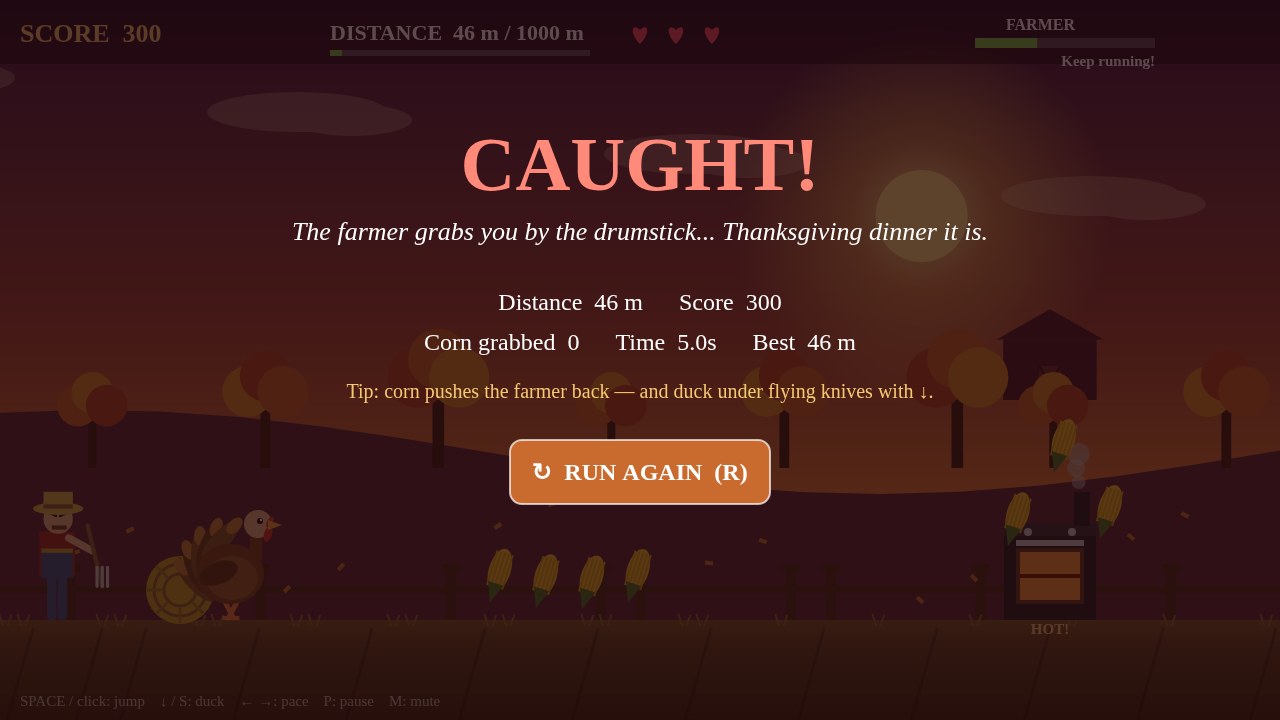 SCORE 300
DISTANCE 46 m / 1000 m
FARMER
Keep running!
CAUGHT!
The farmer grabs you by the drumstick... Thanksgiving dinner it is.
Distance 46 m Score 300
Corn grabbed 0 Time 5.0s Best 46 m
Tip: corn pushes the farmer back — and duck under flying knives with ↓.
↻ RUN AGAIN (R)
HOT!
SPACE / click: jump ↓ / S: duck ← →: pace P: pause M: mute